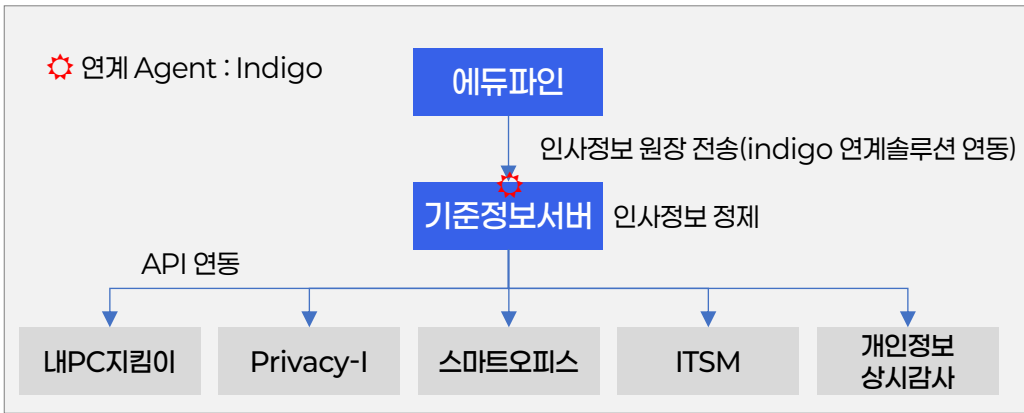 연계 Agent : Indigo
에듀파인
인사정보 원장 전송(indigo 연계솔루션 연동)
기준정보서버
인사정보 정제
API 연동
내PC지킴이
Privacy-I
스마트오피스
ITSM
개인정보
상시감사